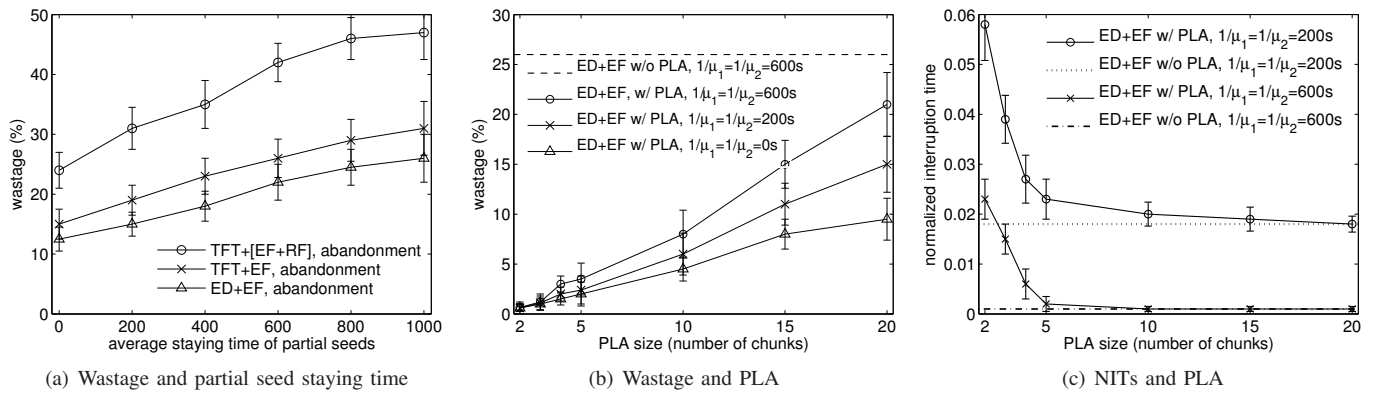 50
40
30
20
10
0
wastage (%)
TFT+[EF+RF], abandonment
TFT+EF, abandonment
ED+EF, abandonment
0 200 400 600 800 1000
average staying time of partial seeds
(a) Wastage and partial seed staying time
30
25
20
15
10
5
0
wastage (%)
ED+EF w/o PLA, 1/μ1=1/μ2=600s
ED+EF, w/ PLA, 1/μ1=1/μ2=600s
ED+EF w/ PLA, 1/μ1=1/μ2=200s
ED+EF w/ PLA, 1/μ1=1/μ2=0s
2 5 10 15 20
PLA size (number of chunks)
(b) Wastage and PLA
0.06
0.05
0.04
0.03
0.02
0.01
0
normalized interruption time
ED+EF w/ PLA, 1/μ1=1/μ2=200s
ED+EF w/o PLA, 1/μ1=1/μ2=200s
ED+EF w/ PLA, 1/μ1=1/μ2=600s
ED+EF w/o PLA, 1/μ1=1/μ2=600s
2 5 10 15 20
PLA size (number of chunks)
(c) NITs and PLA